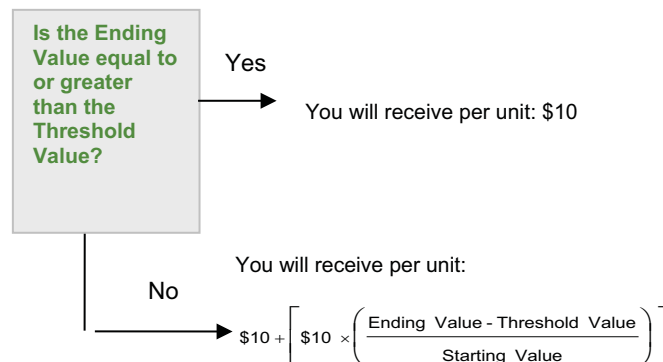 Is the Ending
Value equal to
or greater
than the
Threshold
Value?
Yes
You will receive per unit: $10
No
You will receive per unit:
$10 + [ $10 × ( Ending Value - Threshold Value
Starting Value ) ]